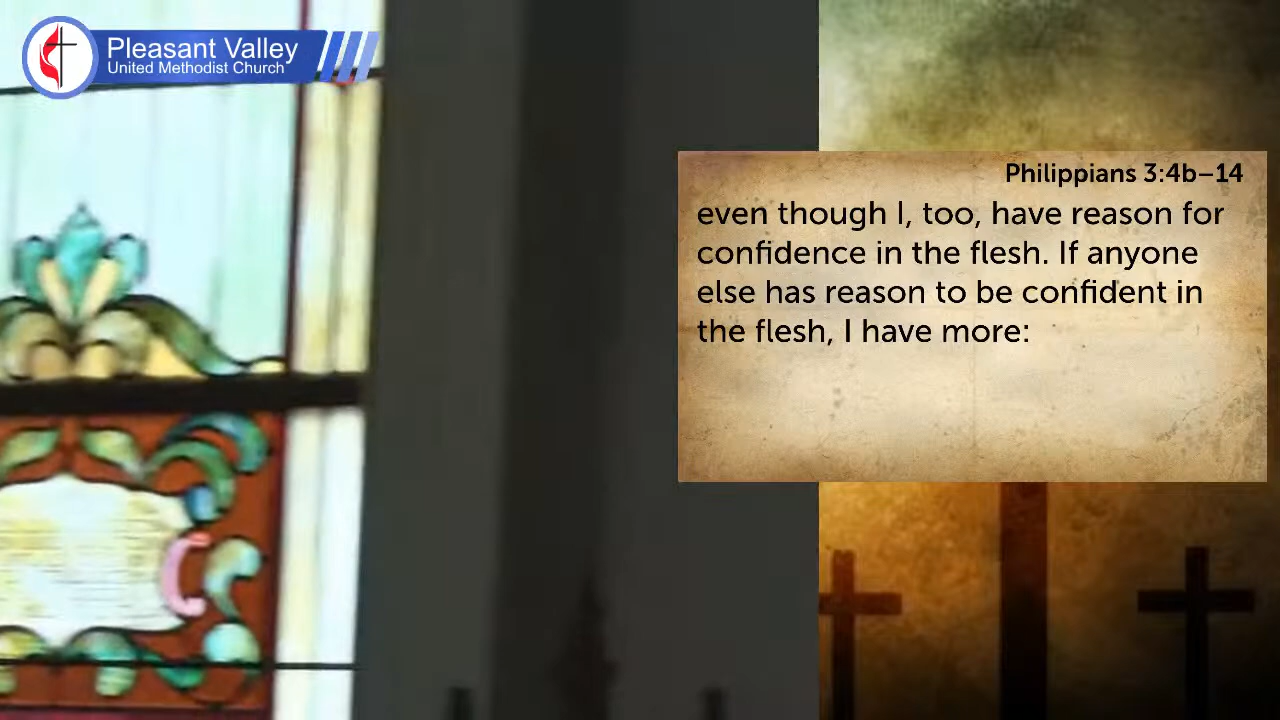 Pleasant Valley
United Methodist Church
Philippians 3:4b–14
even though I, too, have reason for
confidence in the flesh. If anyone
else has reason to be confident in
the flesh, I have more: